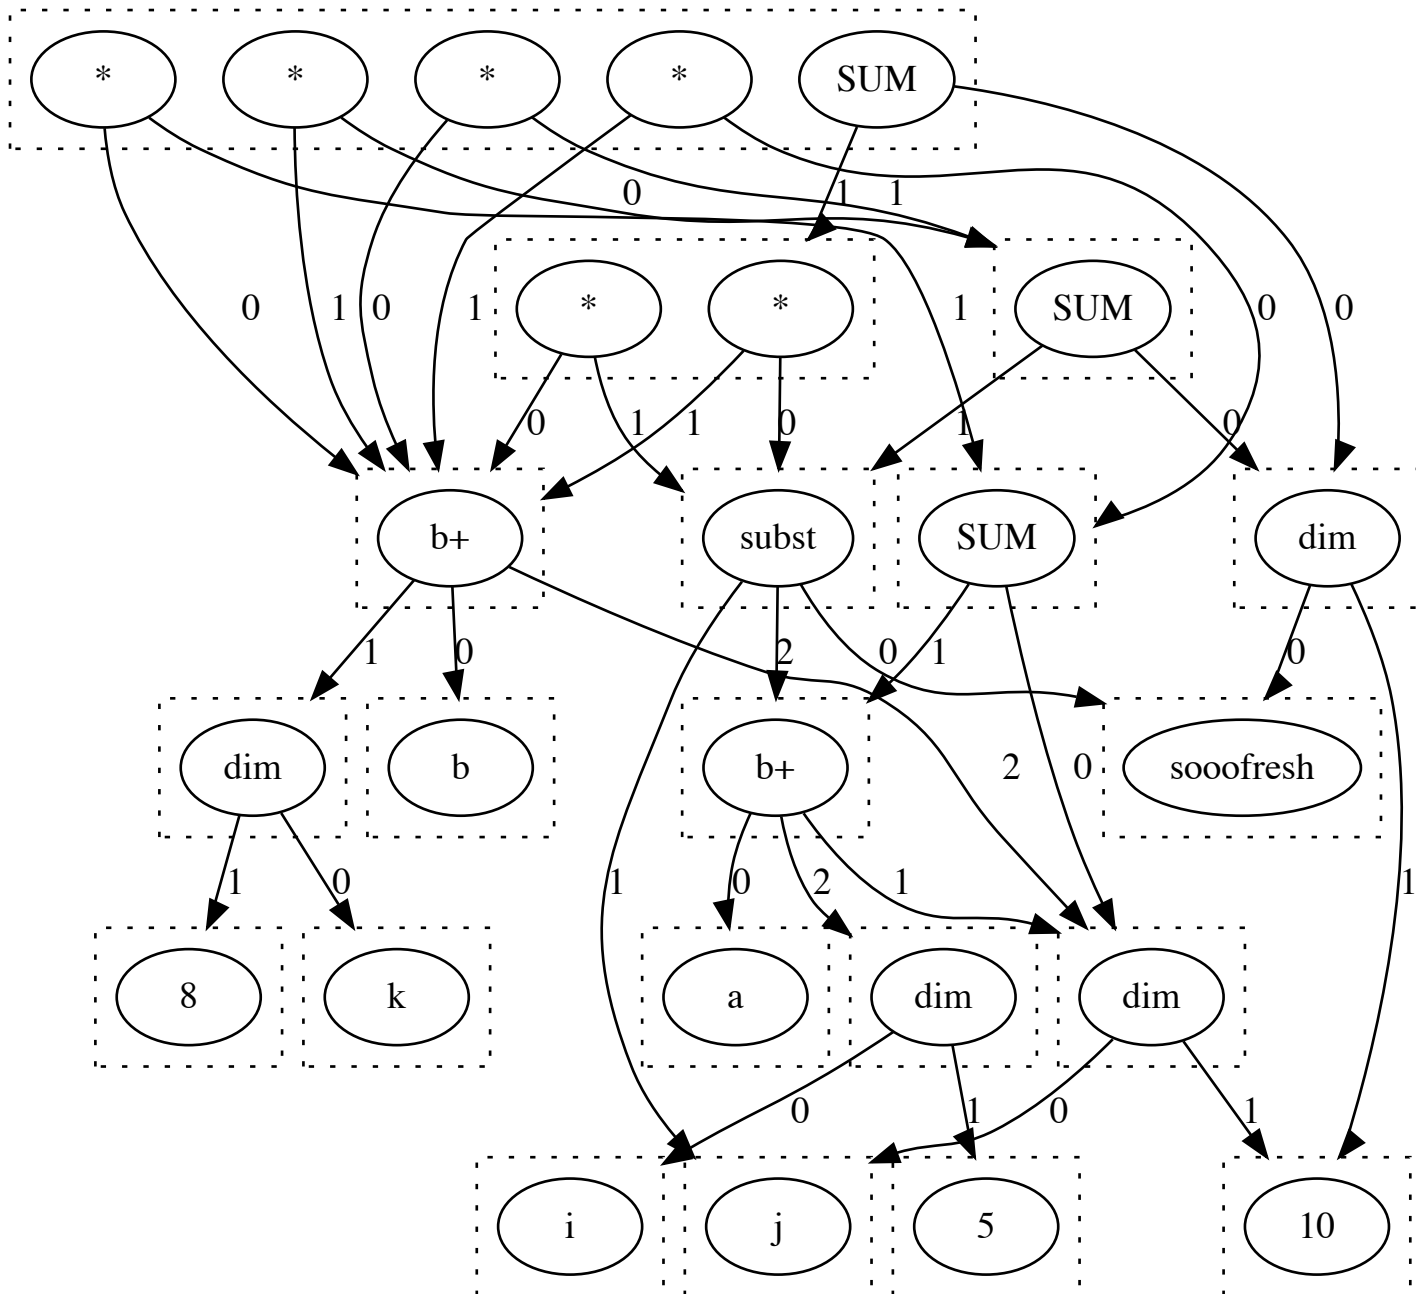 * * * * SUM
0 1 1
* * SUM
0 1 0 1 1 0 0
0 1 1 0 1 0
b+ subst SUM dim
1 0 2 0 1 0
dim b b+ sooofresh
2 0
1 0 1 0 2 1 1
8 k a dim dim
0 1 0 1
i j 5 10